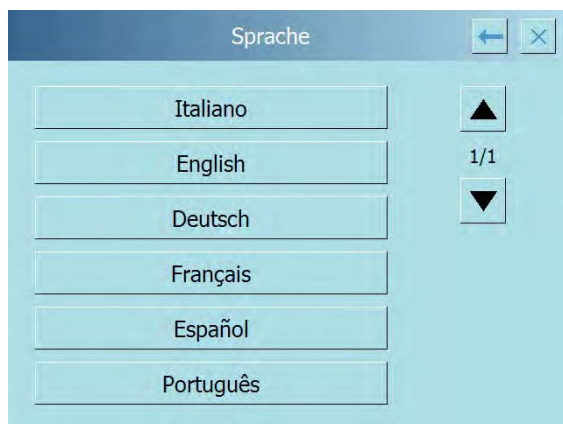 Sprache
Italiano
1/1
English
Deutsch
Français
Español
Português